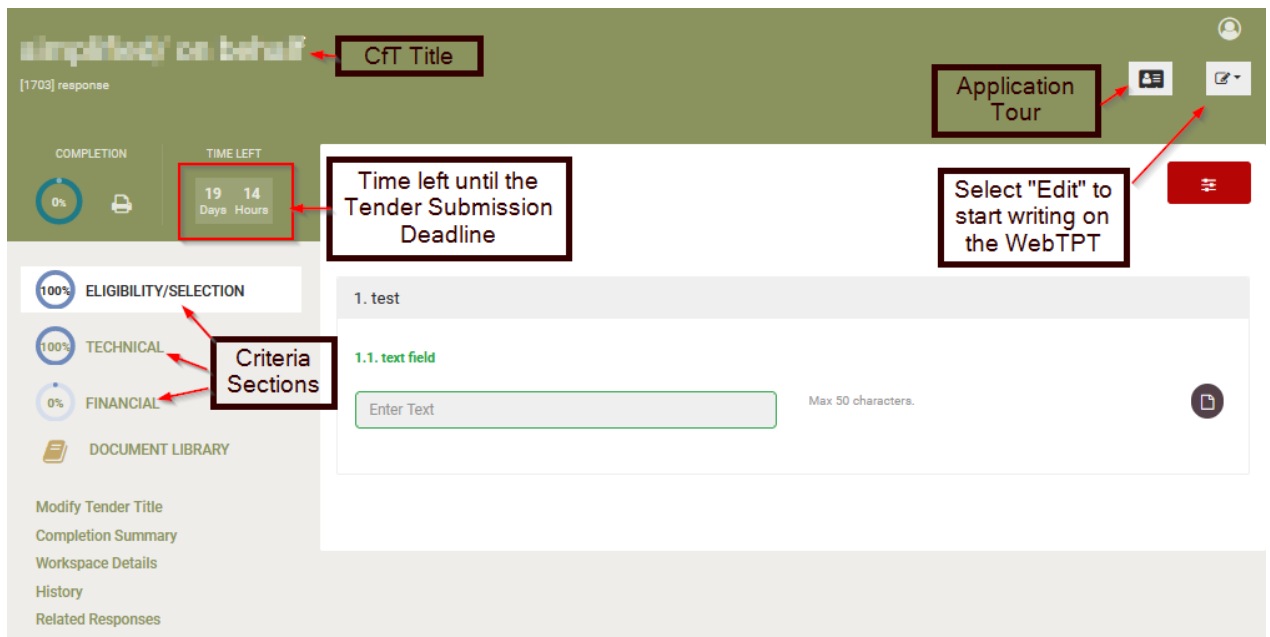 CfT Title
[1703] response
Application
Tour
COMPLETION
TIME LEFT
0%
19 14
Days Hours
Time left until the
Tender Submission
Deadline
Select "Edit" to
start writing on
the WebTPT
100% ELIGIBILITY/SELECTION
100% TECHNICAL
0% FINANCIAL
Criteria
Sections
DOCUMENT LIBRARY
1. test
1.1. text field
Enter Text
Max 50 characters.
Modify Tender Title
Completion Summary
Workspace Details
History
Related Responses